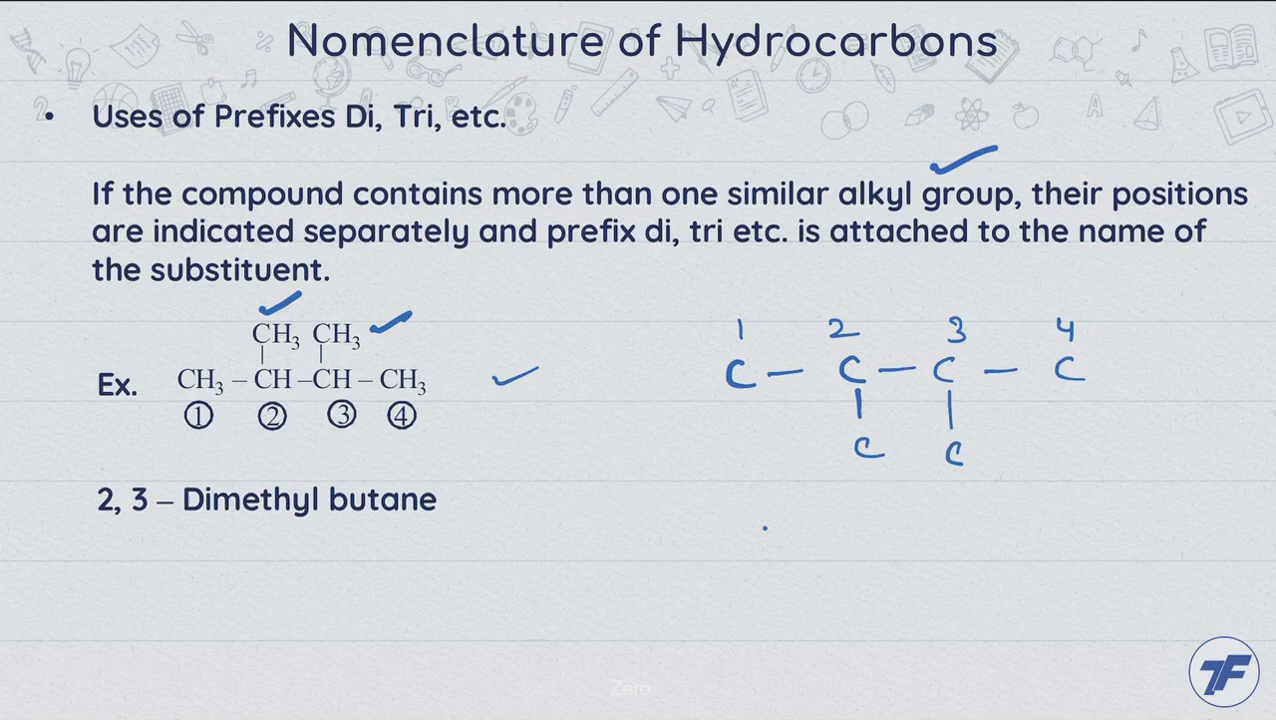 Nomenclature of Hydrocarbons
• Uses of Prefixes Di, Tri, etc.
If the compound contains more than one similar alkyl group, their positions
are indicated separately and prefix di, tri etc. is attached to the name of
the substituent.
CH₃ CH₃
Ex. CH₃ – CH –CH – CH₃
① ② ③ ④
1 2 3 4
C – C – C – C
C C
2, 3 – Dimethyl butane
Zero
TF